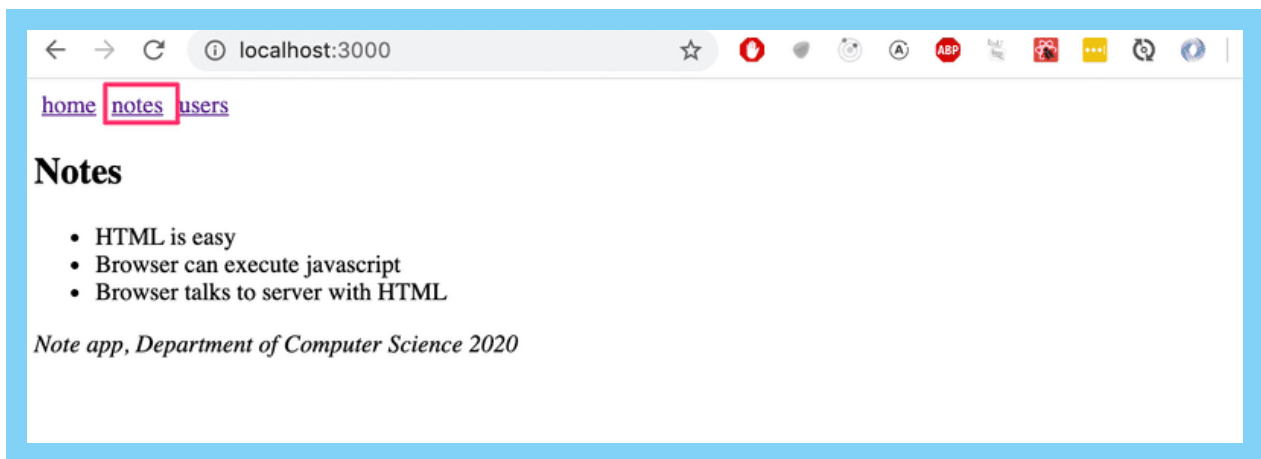 localhost:3000
ABP
home notes users
Notes
HTML is easy
Browser can execute javascript
Browser talks to server with HTML
Note app, Department of Computer Science 2020